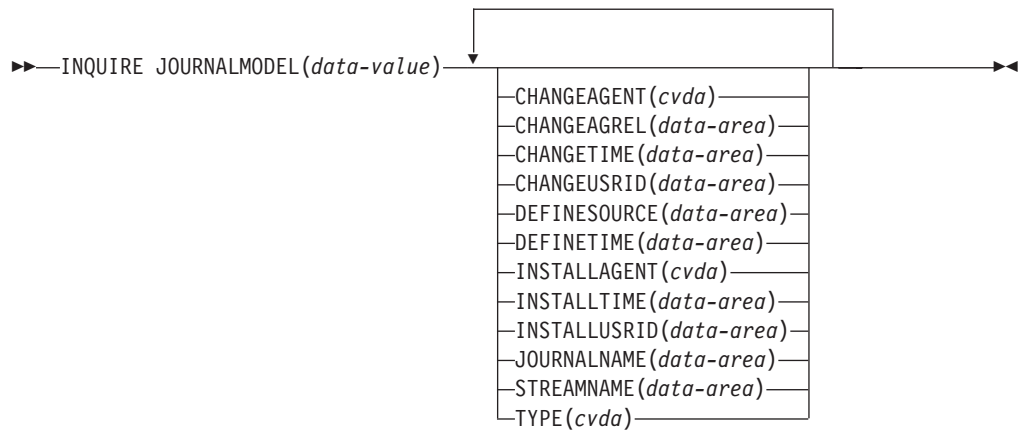 INQUIRE JOURNALMODEL(data-value)
CHANGEAGENT(cvda)
CHANGEAGREL(data-area)
CHANGETIME(data-area)
CHANGEUSRID(data-area)
DEFINESOURCE(data-area)
DEFINETIME(data-area)
INSTALLAGENT(cvda)
INSTALLTIME(data-area)
INSTALLUSRID(data-area)
JOURNALNAME(data-area)
STREAMNAME(data-area)
TYPE(cvda)